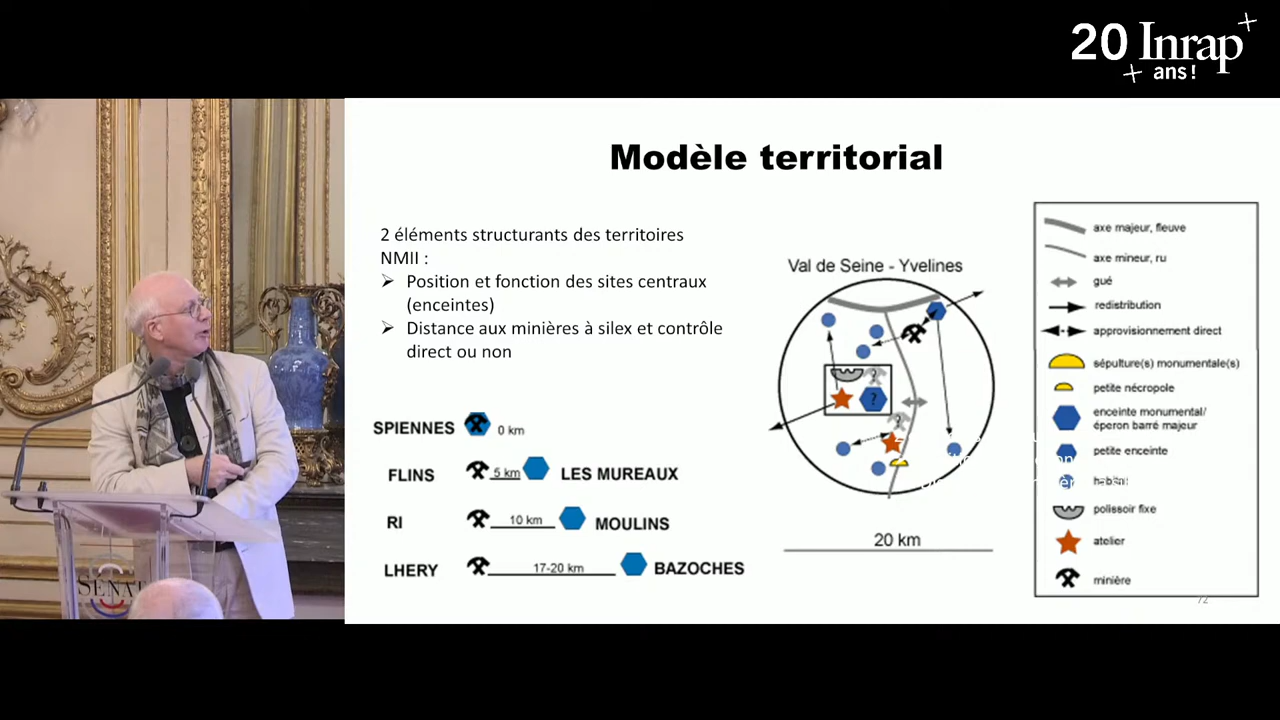 20 Inrap
ans!
Modèle territorial
2 éléments structurants des territoires
NMII :
Position et fonction des sites centraux
(enceintes)
Distance aux minières à silex et contrôle
direct ou non
SPIENNES 0 km
FLINS 5 km LES MUREAUX
RI 10 km MOULINS
LHERY 17-20 km BAZOCHES
Val de Seine - Yvelines
?
?
?
20 km
axe majeur, fleuve
axe mineur, ru
gué
redistribution
approvisionnement direct
sépulture(s) monumentale(s)
petite nécropole
enceinte monumental/
éperon barré majeur
petite enceinte
habitat
polissoir fixe
atelier
minière
72
SENAT